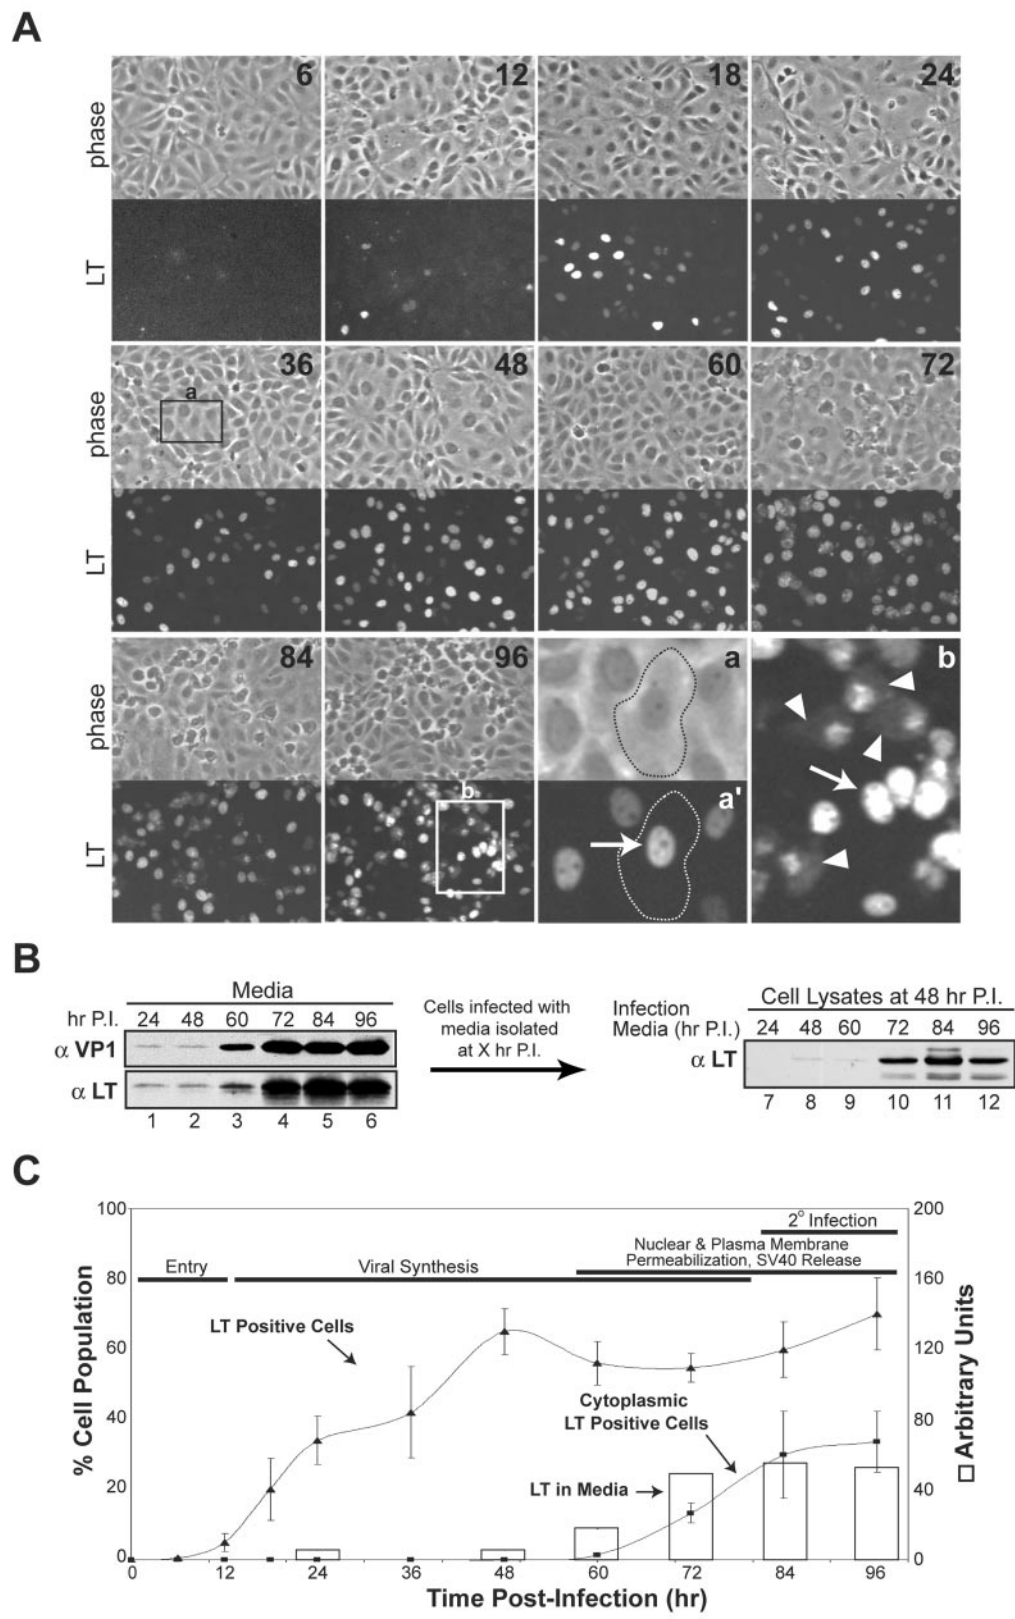 A
6 12 18 24
phase
LT
36 48 60 72
a
phase
LT
84 96 a b
phase
b
a'
LT
B
Media
hr P.I. 24 48 60 72 84 96
α VP1
α LT
1 2 3 4 5 6
Cells infected with
media isolated
at X hr P.I.
Cell Lysates at 48 hr P.I.
Infection
Media (hr P.I.) 24 48 60 72 84 96
α LT
7 8 9 10 11 12
C
100
80
60
40
20
0
% Cell Population
200
160
120
80
40
0
Arbitrary Units
2° Infection
Nuclear & Plasma Membrane
Permeabilization, SV40 Release
Entry
Viral Synthesis
LT Positive Cells
Cytoplasmic
LT Positive Cells
LT in Media
0 12 24 36 48 60 72 84 96
Time Post-Infection (hr)